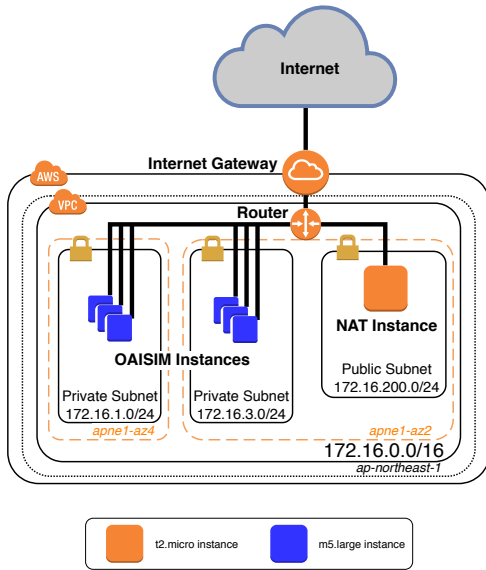 Internet
Internet Gateway
AWS
VPC
Router
NAT Instance
OAISIM Instances
Public Subnet
172.16.200.0/24
Private Subnet
172.16.1.0/24
Private Subnet
172.16.3.0/24
apne1-az4
apne1-az2
172.16.0.0/16
ap-northeast-1
t2.micro instance
m5.large instance